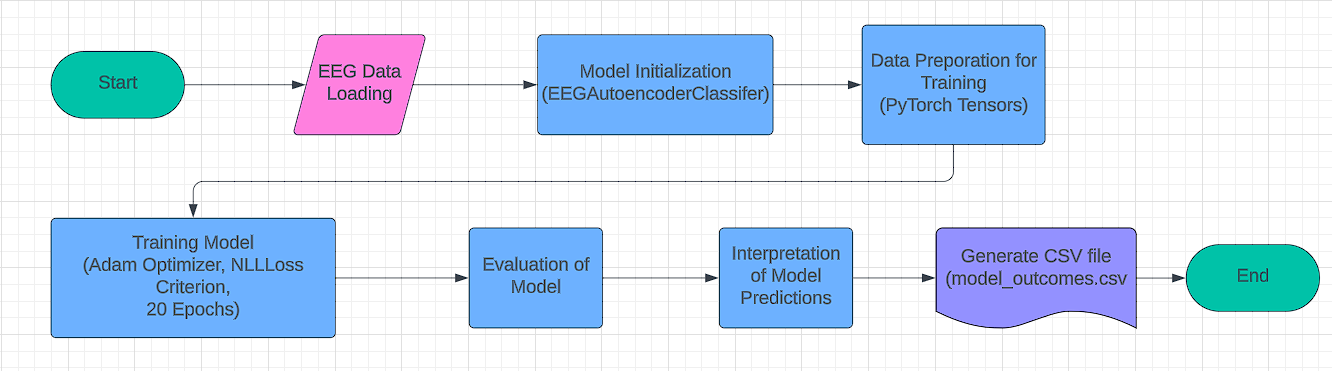 Start
EEG Data
Loading
Model Initialization
(EEGAutoencoderClassifer)
Data Preporation for
Training
(PyTorch Tensors)
Training Model
(Adam Optimizer, NLLLoss
Criterion,
20 Epochs)
Evaluation of
Model
Interpretation
of Model
Predictions
Generate CSV file
(model_outcomes.csv
End